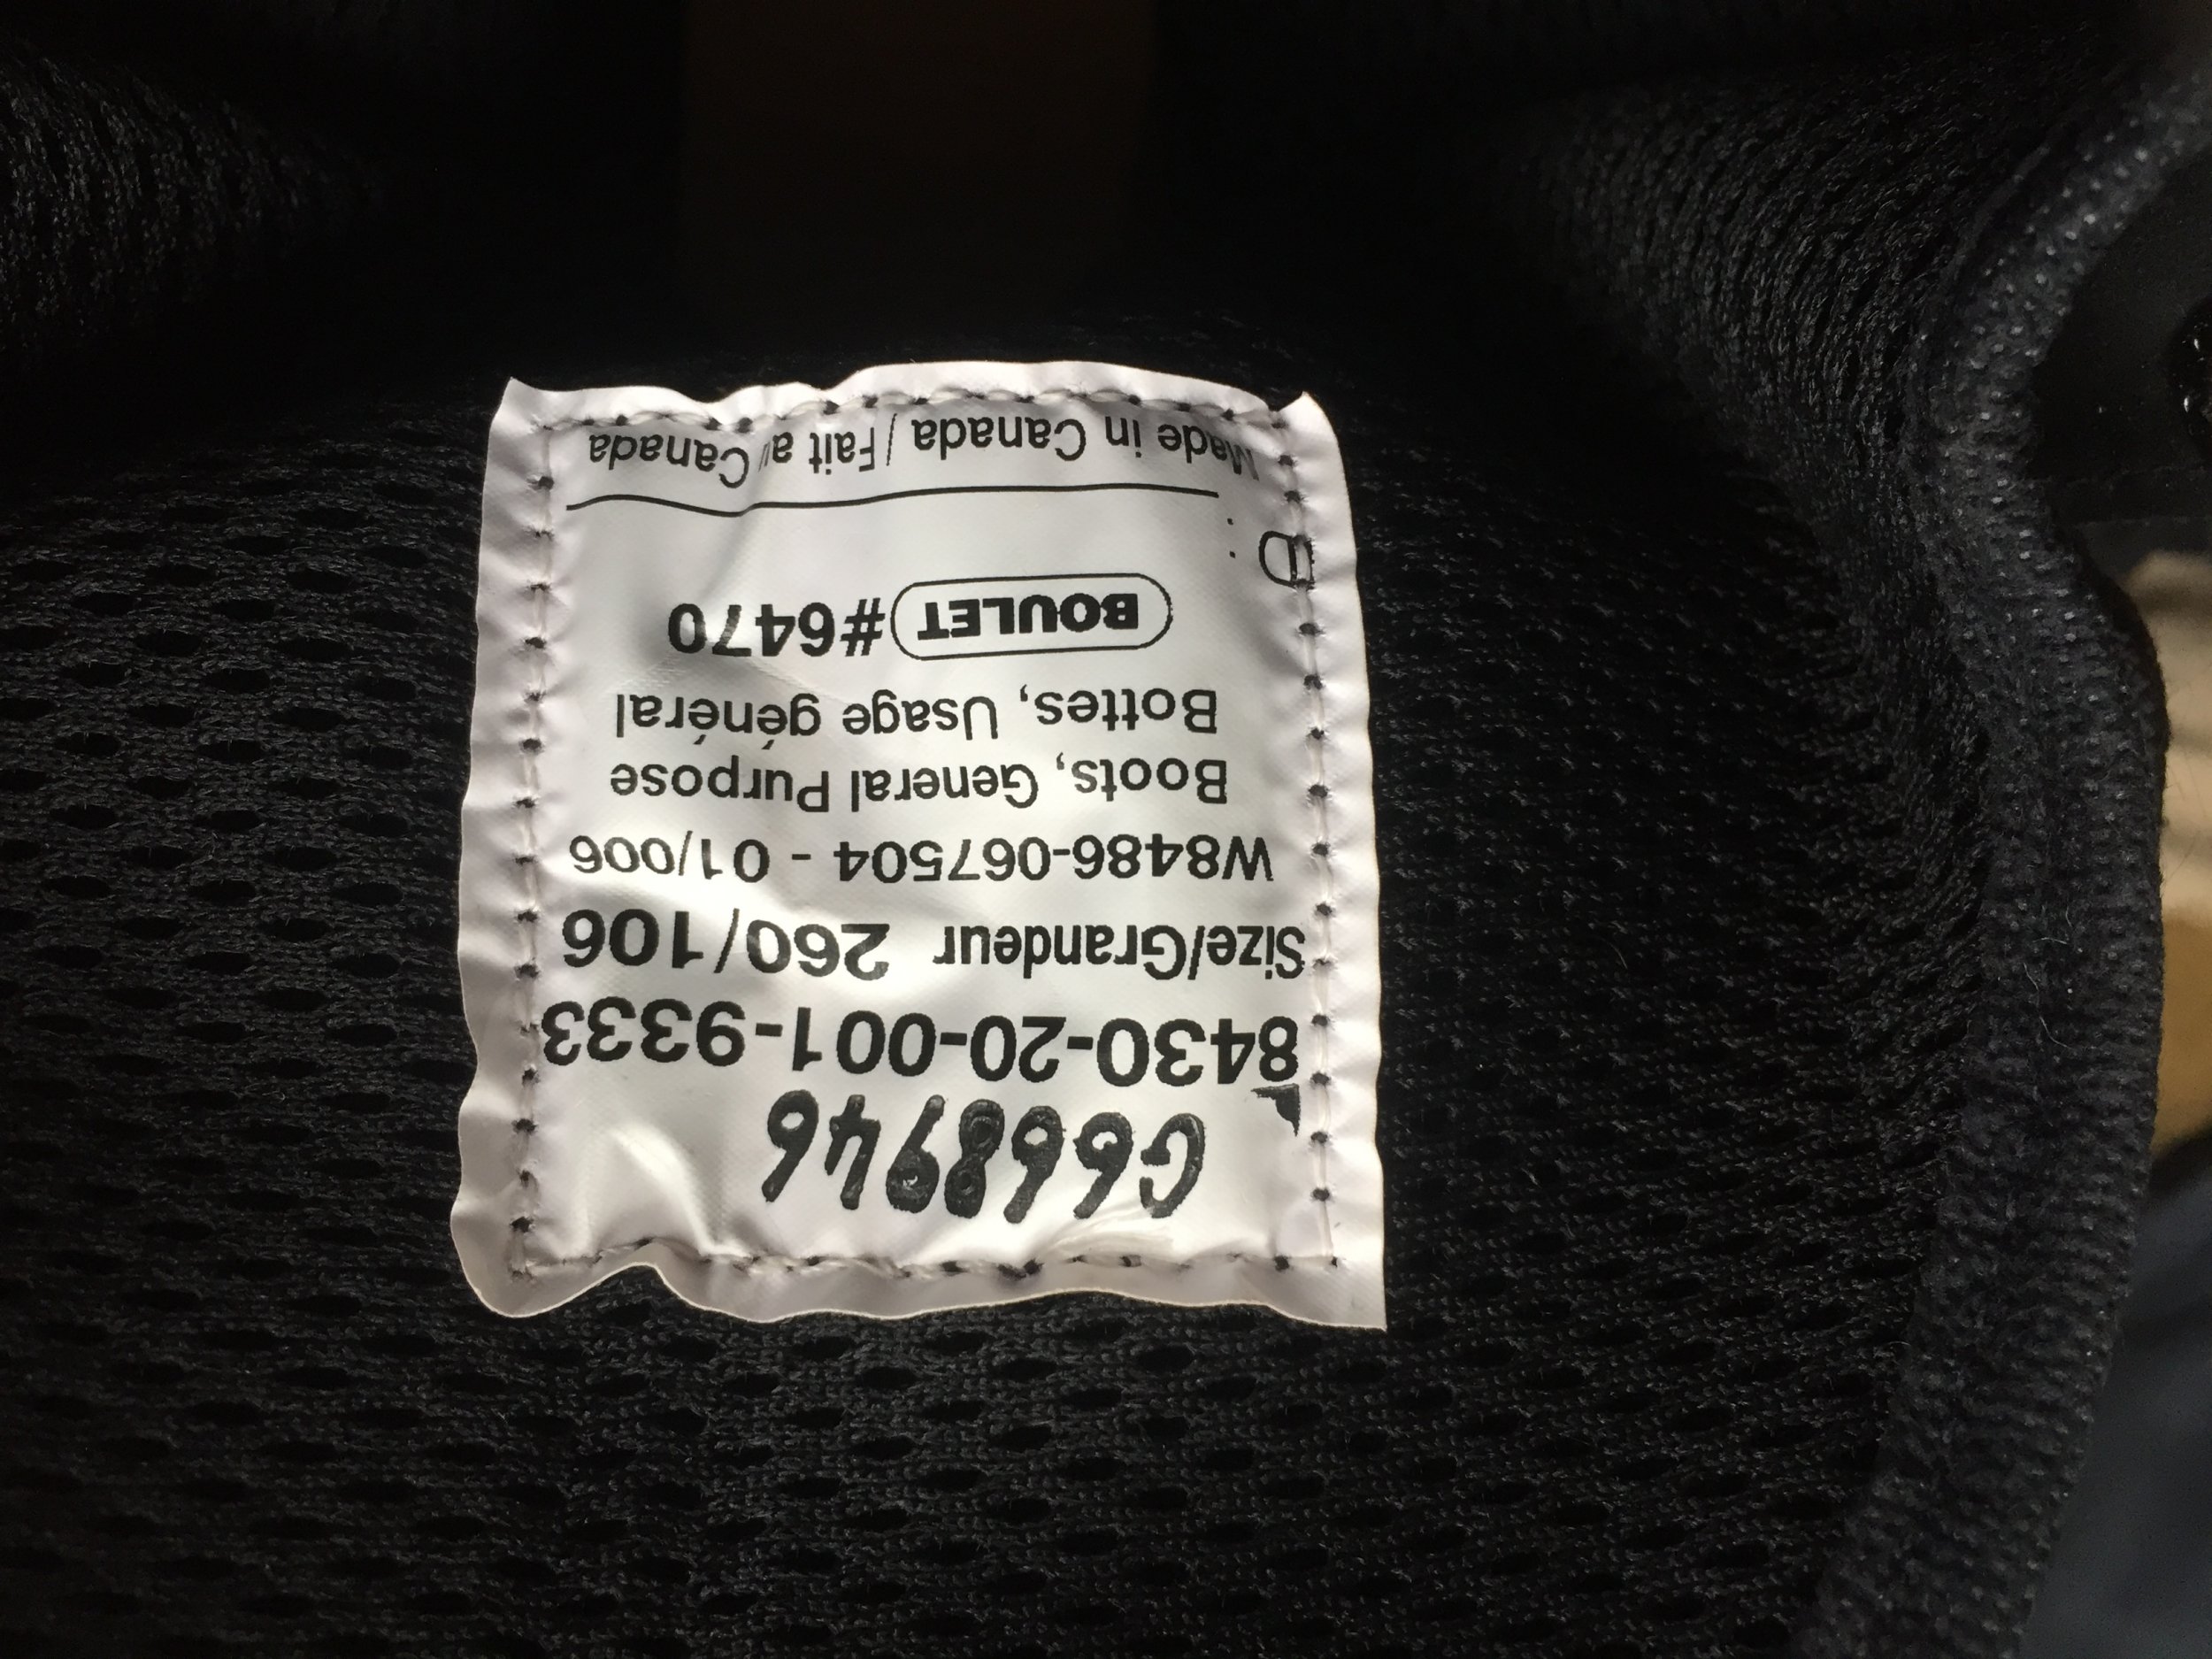 G668946
8430-20-001-9333
Size/Grandeur 260/106
W8486-067504 - 01/006
Boots, General Purpose
Bottes, Usage général
BOULET #6470
ID :
Made in Canada / Fait au Canada